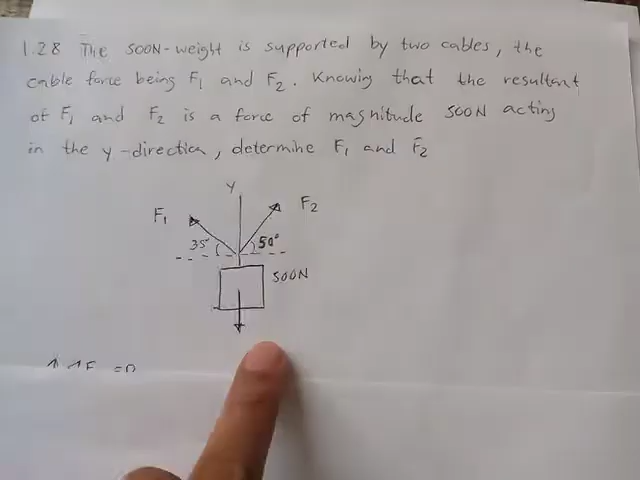 1.28 The 500N-weight is supported by two cables, the
cable force being F₁ and F₂. Knowing that the resultant
of F₁ and F₂ is a force of magnitude 500N acting
in the y-direction, determine F₁ and F₂
Y
F₁
F₂
35°
50°
500N